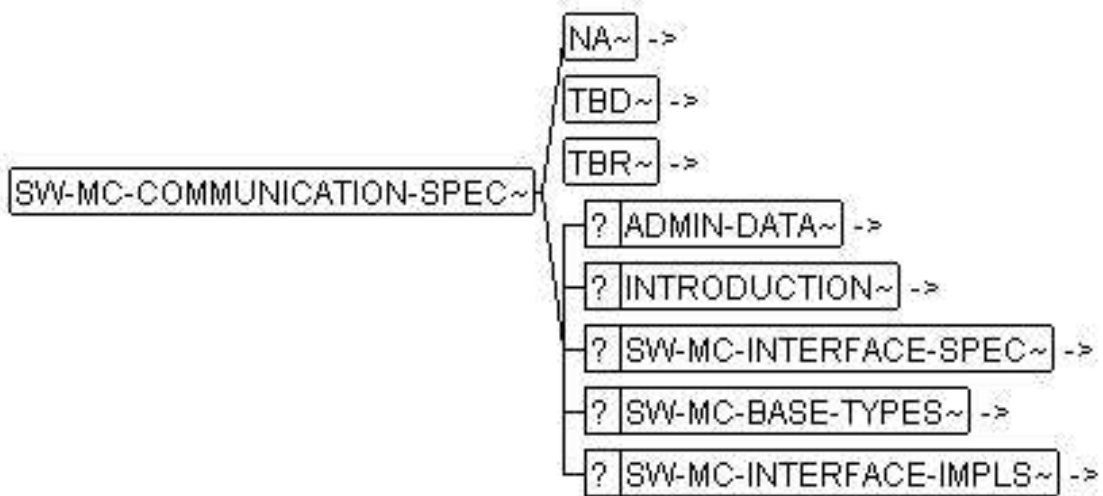 NA~ ->
TBD~ ->
TBR~ ->
SW-MC-COMMUNICATION-SPEC~
? ADMIN-DATA~ ->
? INTRODUCTION~ ->
? SW-MC-INTERFACE-SPEC~ ->
? SW-MC-BASE-TYPES~ ->
? SW-MC-INTERFACE-IMPLS~ ->